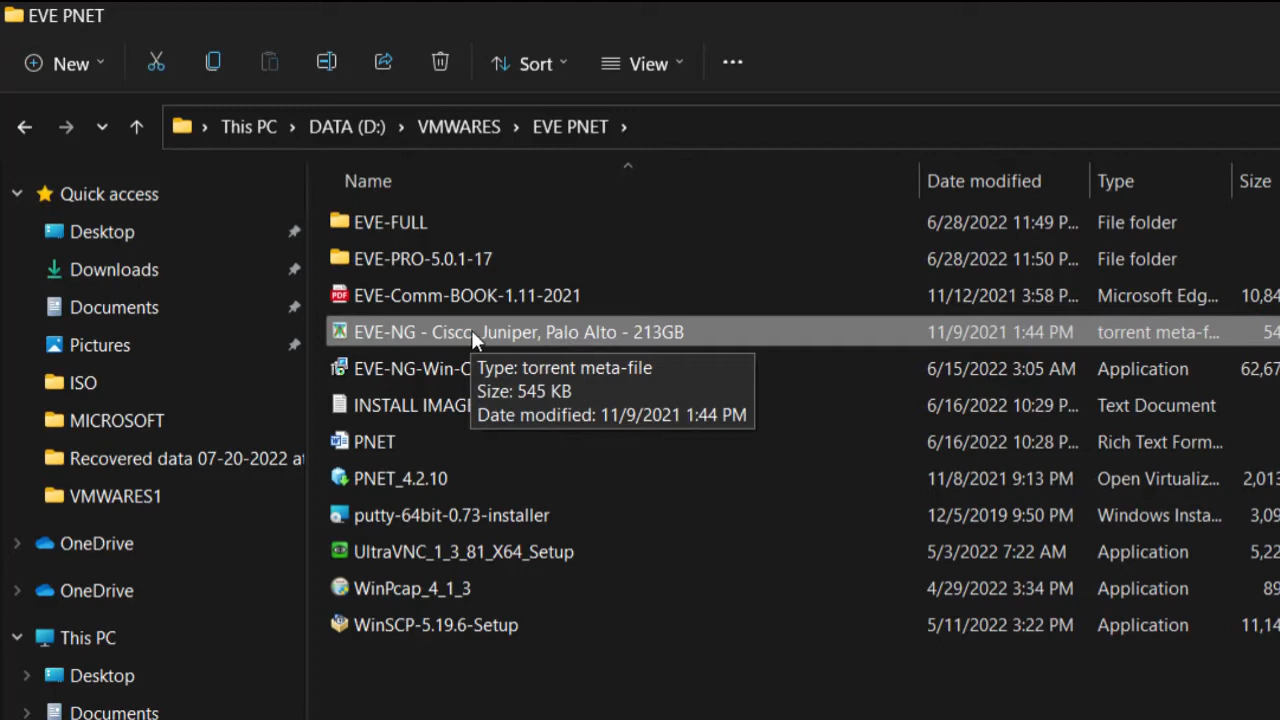 EVE PNET
New
Sort
View
This PC
DATA (D:)
VMWARES
EVE PNET
Quick access
Desktop
Downloads
Documents
Pictures
ISO
MICROSOFT
Recovered data 07-20-2022 a
VMWARES1
OneDrive
OneDrive
This PC
Desktop
Documents
Name Date modified Type Size
EVE-FULL 6/28/2022 11:49 P... File folder
EVE-PRO-5.0.1-17 6/28/2022 11:50 P... File folder
EVE-Comm-BOOK-1.11-2021 11/12/2021 3:58 P... Microsoft Edg... 10,84
EVE-NG - Cisco, Juniper, Palo Alto - 213GB 11/9/2021 1:44 PM torrent meta-f... 54
EVE-NG-Win-C 6/15/2022 3:05 AM Application 62,67
INSTALL IMAG 6/16/2022 10:29 P... Text Document
PNET 6/16/2022 10:28 P... Rich Text Form...
PNET_4.2.10 11/8/2021 9:13 PM Open Virtualiz... 2,013
putty-64bit-0.73-installer 12/5/2019 9:50 PM Windows Insta... 3,09
UltraVNC_1_3_81_X64_Setup 5/3/2022 7:22 AM Application 5,22
WinPcap_4_1_3 4/29/2022 3:34 PM Application 89
WinSCP-5.19.6-Setup 5/11/2022 3:22 PM Application 11,14
Type: torrent meta-file
Size: 545 KB
Date modified: 11/9/2021 1:44 PM